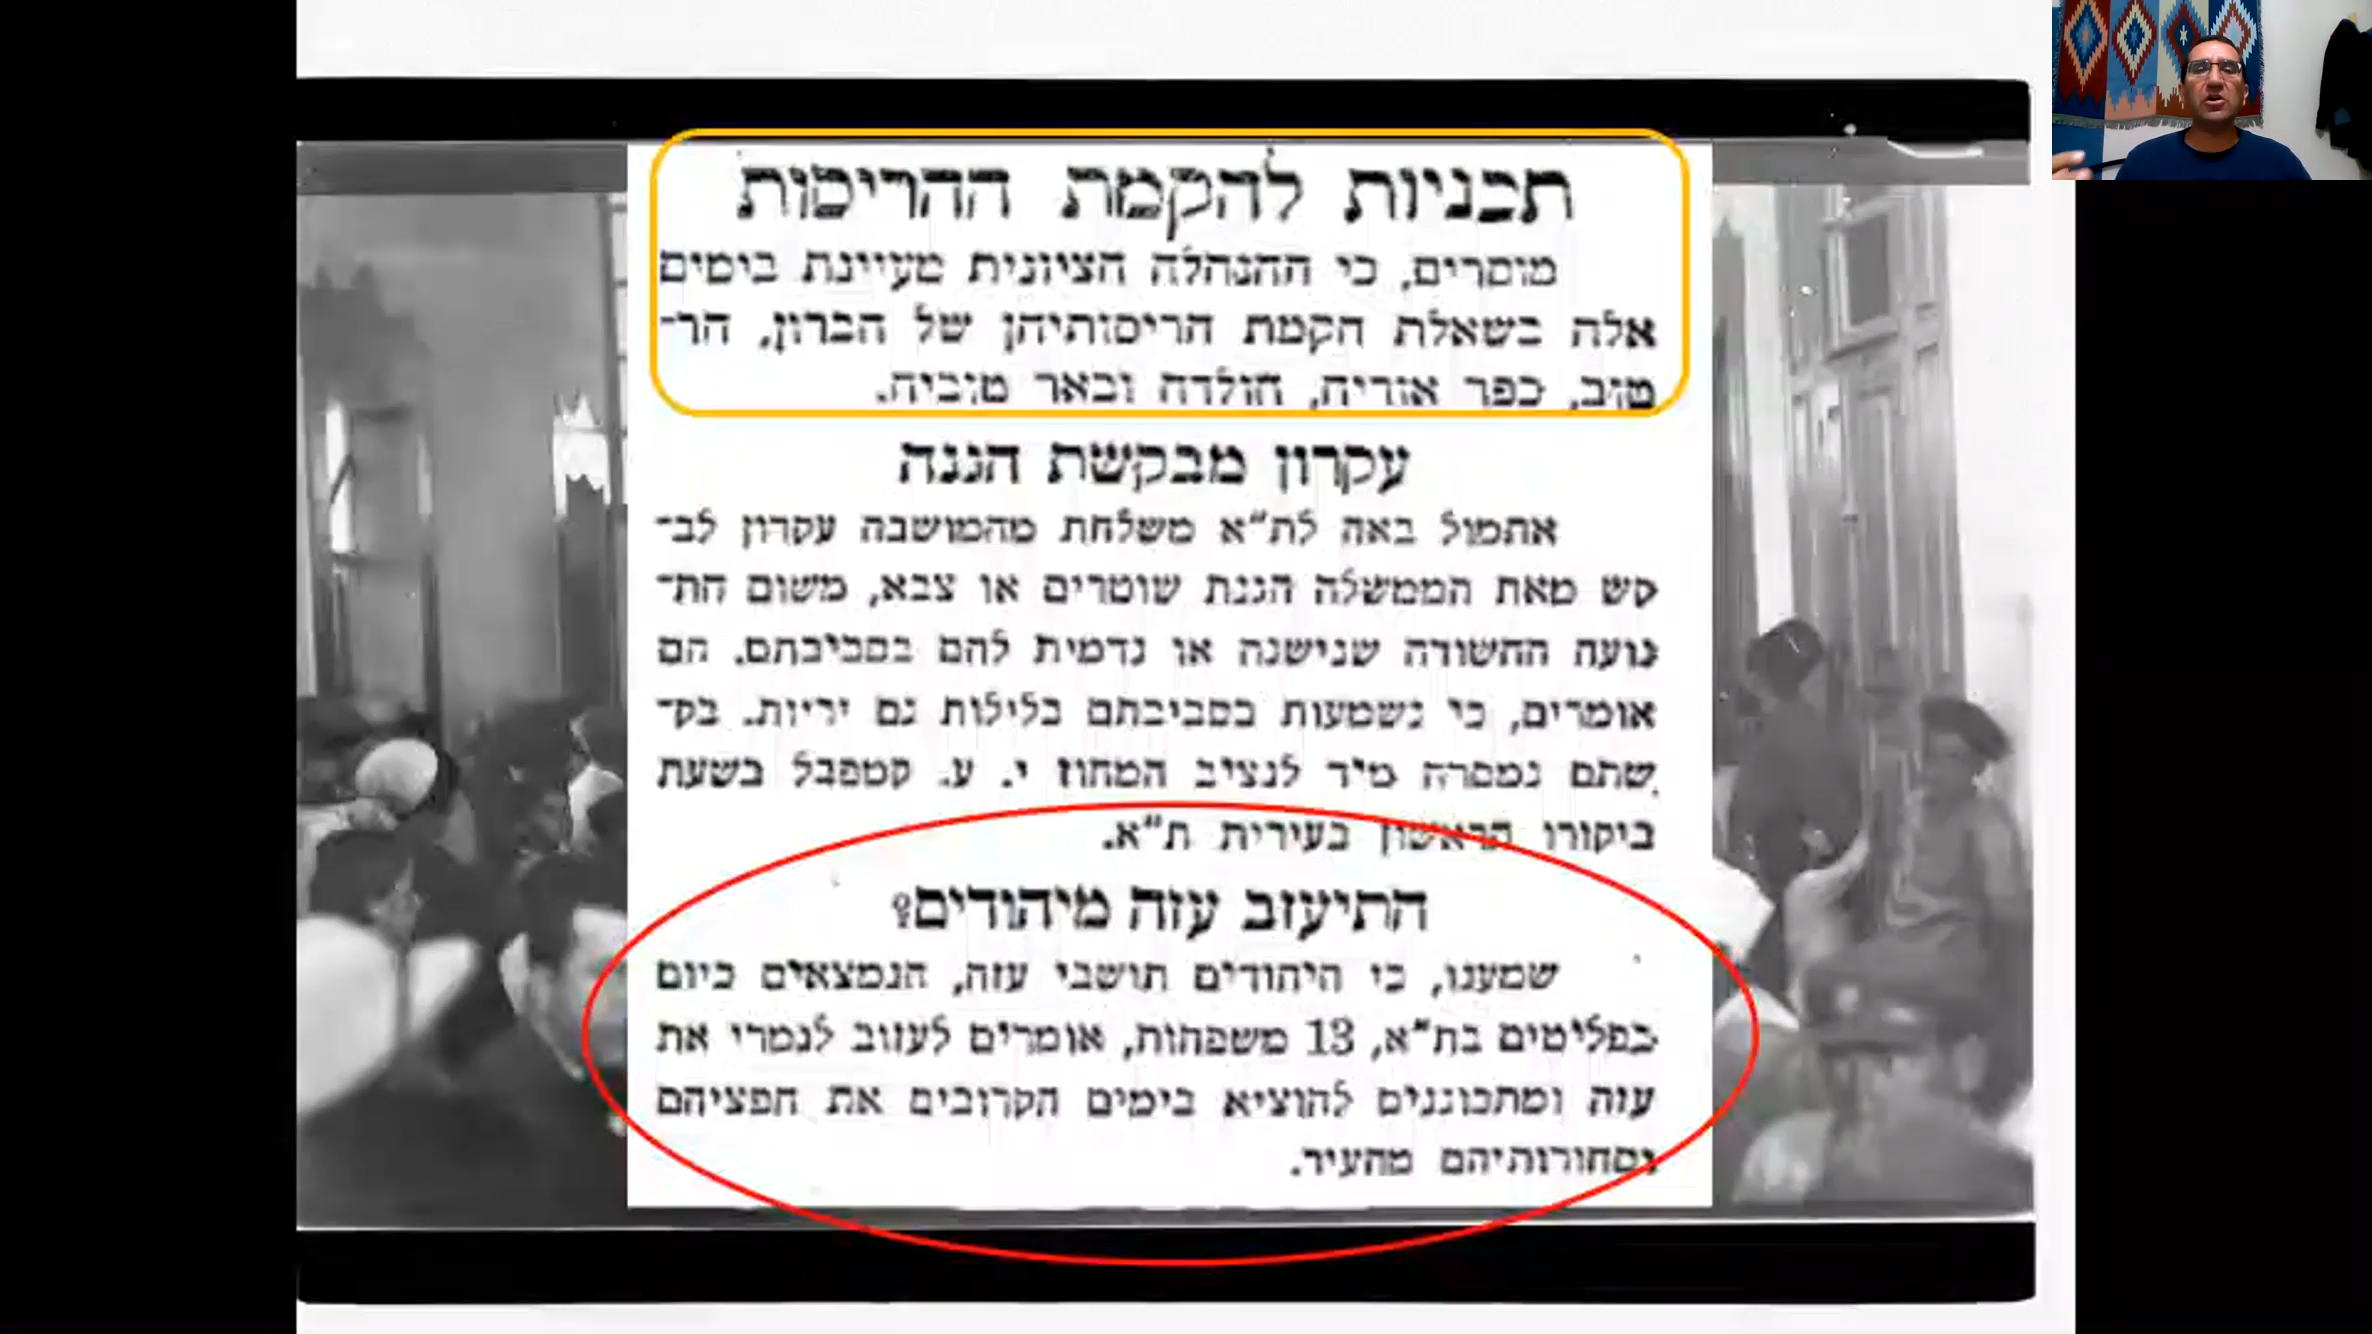 תכניות להקמת ההריסות
מוסרים, כי ההנהלה הציונית מעיינת בימים
אלה בשאלת הקמת הריסותיהן של הברון, הר־
טוב, כפר אוריה, חולדה ובאר טוביה.
עקרון מבקשת הגנה
אתמול באה לת"א משלחת מהמושבה עקרון לב־
קש מאת הממשלה הגנת שוטרים או צבא, משום הת־
נועה החשודה שנישנה או נדמית להם בסביבתם. הם
אומרים, כי נשמעות בסביבתם בלילות גם יריות. בק־
שתם נמסרה מיד לנציב המחוז י. ע. קמפבל בשעת
ביקורו הראשון בעירית ת"א.
התיעזב עזה מיהודים?
שמענו, כי היהודים תושבי עזה, הנמצאים כיום
כפליטים בת"א, 13 משפחות, אומרים לעזוב לגמרי את
עזה ומתכוננים להוציא בימים הקרובים את חפציהם
וסחורותיהם מהעיר.